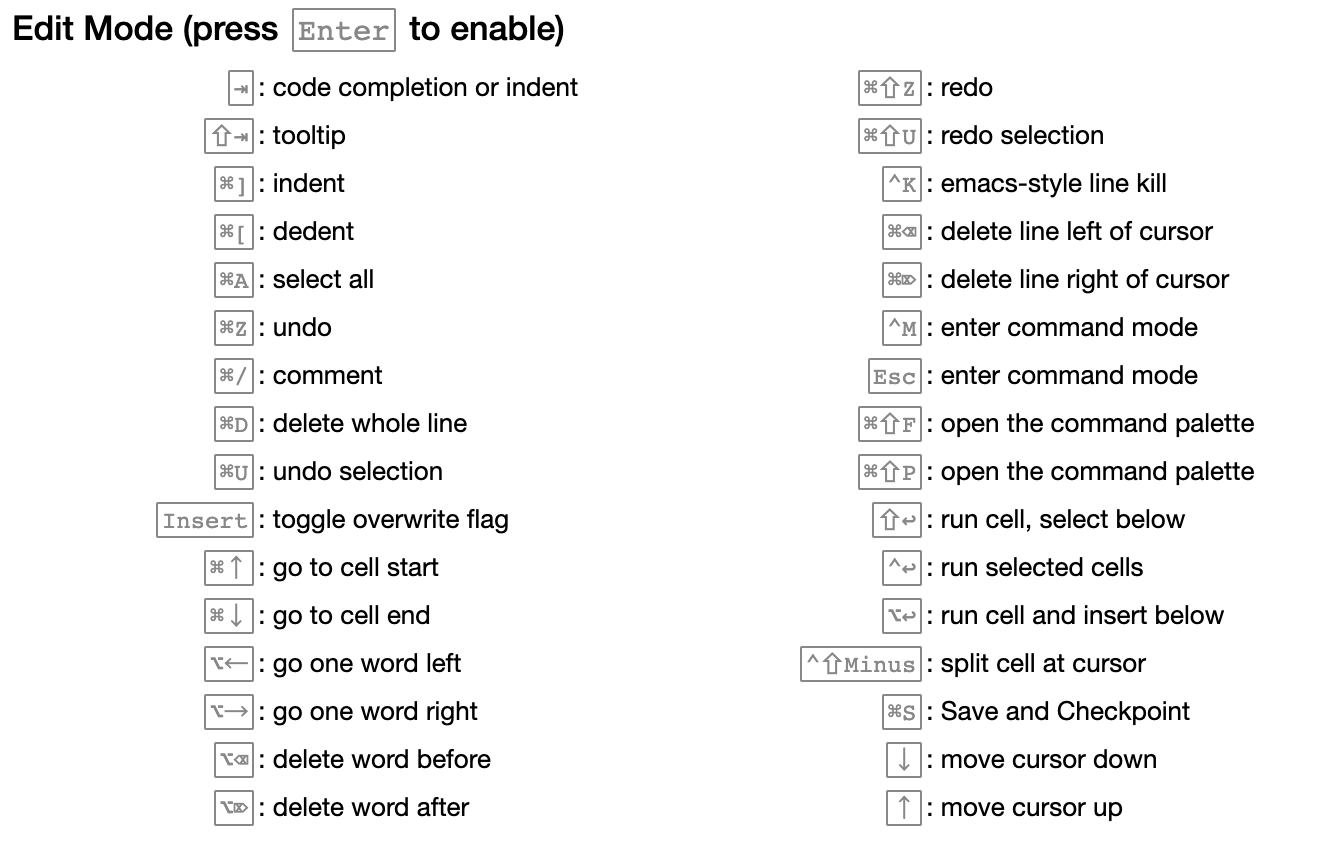 Edit Mode (press Enter to enable)
⇥ : code completion or indent
⇧⇥ : tooltip
⌘] : indent
⌘[ : dedent
⌘A : select all
⌘Z : undo
⌘/ : comment
⌘D : delete whole line
⌘U : undo selection
Insert : toggle overwrite flag
⌘↑ : go to cell start
⌘↓ : go to cell end
⌥← : go one word left
⌥→ : go one word right
⌥⌫ : delete word before
⌥⌦ : delete word after
⌘⇧Z : redo
⌘⇧U : redo selection
^K : emacs-style line kill
⌘⌫ : delete line left of cursor
⌘⌦ : delete line right of cursor
^M : enter command mode
Esc : enter command mode
⌘⇧F : open the command palette
⌘⇧P : open the command palette
⇧↩ : run cell, select below
^↩ : run selected cells
⌥↩ : run cell and insert below
^⇧Minus : split cell at cursor
⌘S : Save and Checkpoint
↓ : move cursor down
↑ : move cursor up